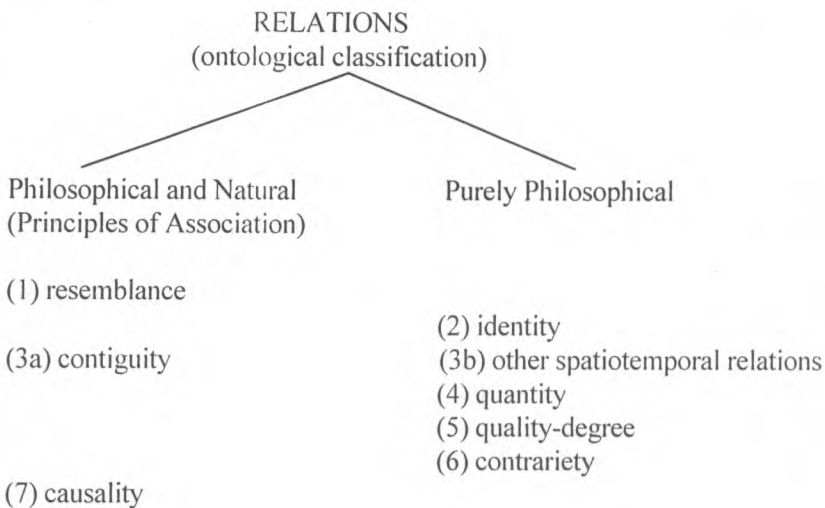 RELATIONS
(ontological classification)
Philosophical and Natural
(Principles of Association)
Purely Philosophical
(1) resemblance
(2) identity
(3a) contiguity
(3b) other spatiotemporal relations
(4) quantity
(5) quality-degree
(6) contrariety
(7) causality